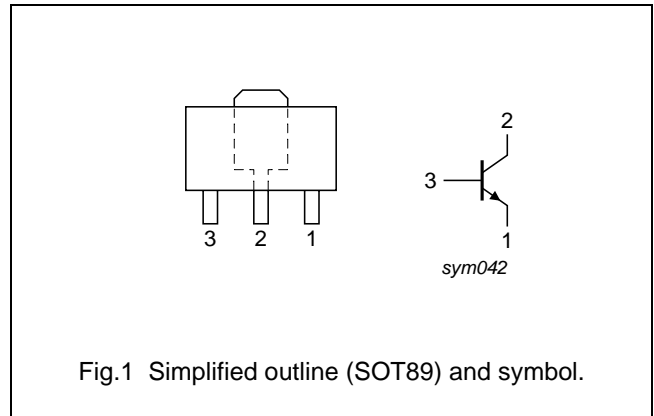 3 2 1
2
3
1
sym042
Fig.1 Simplified outline (SOT89) and symbol.